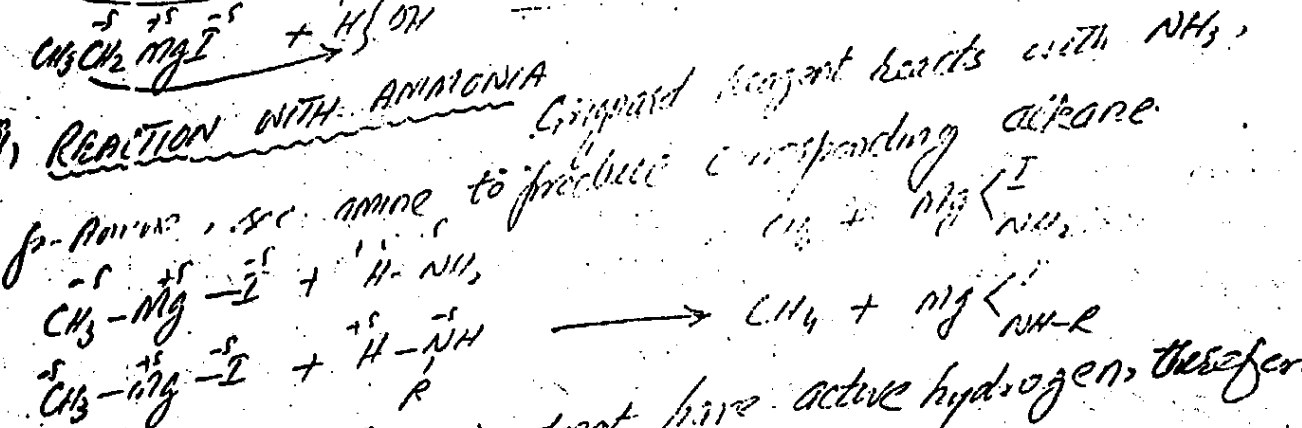 CH₃CH₂MgI + H OH
REACTION WITH AMMONIA Grignard Reagent reacts with NH₃,
p-Amine, sec. amine to produce corresponding alkane.
CH₃-Mg-I + H-NH₂ CH₄ + Mg<I NH₂
CH₃-Mg-I + H-NH R → CH₄ + Mg<I NH-R
not have active hydrogen,